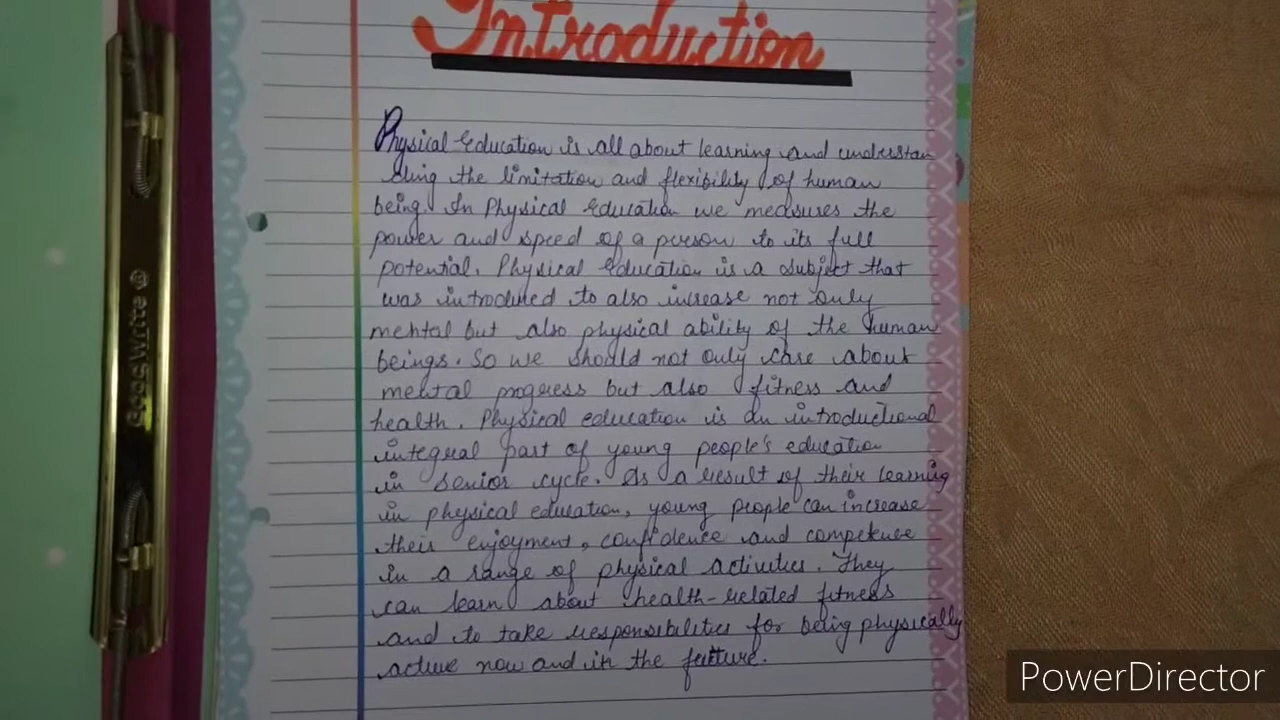 Introduction
Physical Education is all about learning and understan
ding the limitation and flexibility of human
being. In Physical Education we measures the
power and speed of a person to its full
potential. Physical Education is a subject that
was introduced to also increase not only
mental but also physical ability of the human
beings. So we should not only care about
mental progress but also fitness and
health. Physical education is an introductional
integral part of young people's education
in senior cycle. As a result of their learning
in physical education, young people can increase
their enjoyment, confidence and competence
in a range of physical activities. They
can learn about health-related fitness
and to take responsibilities for being physically
active now and in the future.
GoodWrite
PowerDirector